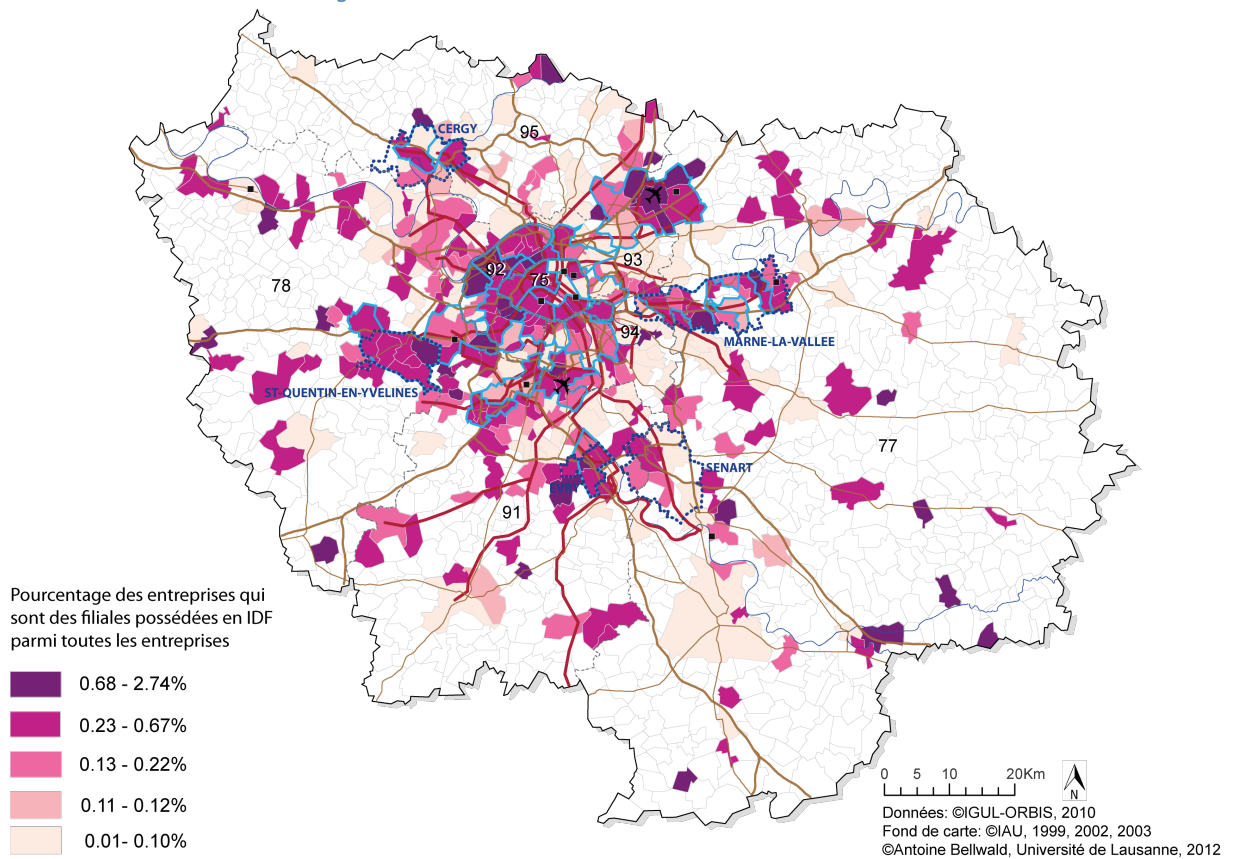 CERGY
95
92
75
93
78
94
MARNE-LA-VALLEE
ST-QUENTIN-EN-YVELINES
77
SENART
EVRY
91
Pourcentage des entreprises qui
sont des filiales possédées en IDF
parmi toutes les entreprises
0.68 - 2.74%
0.23 - 0.67%
0.13 - 0.22%
0.11 - 0.12%
0.01- 0.10%
0 5 10 20Km
N
Données: ©IGUL-ORBIS, 2010
Fond de carte: ©IAU, 1999, 2002, 2003
©Antoine Bellwald, Université de Lausanne, 2012